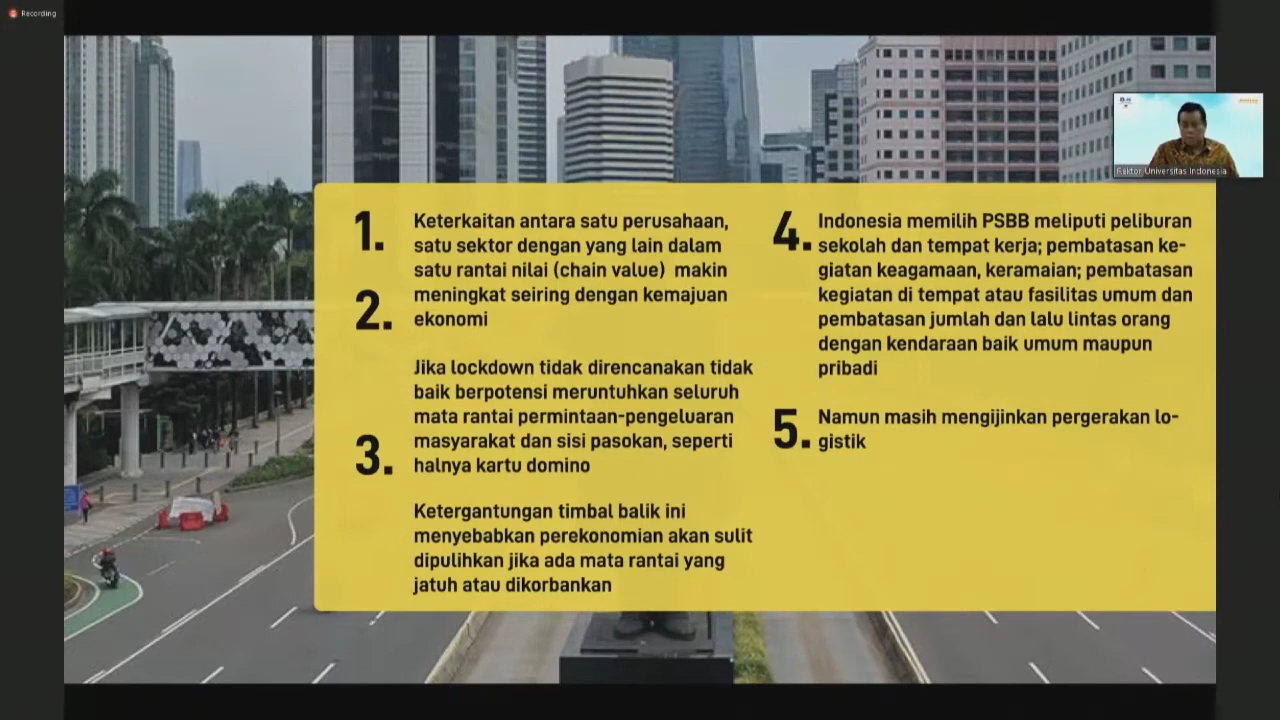 Recording
Rektor Universitas Indonesia
1.
Keterkaitan antara satu perusahaan,
satu sektor dengan yang lain dalam
satu rantai nilai (chain value) makin
meningkat seiring dengan kemajuan
ekonomi
2.
Jika lockdown tidak direncanakan tidak
baik berpotensi meruntuhkan seluruh
mata rantai permintaan-pengeluaran
masyarakat dan sisi pasokan, seperti
halnya kartu domino
3.
Ketergantungan timbal balik ini
menyebabkan perekonomian akan sulit
dipulihkan jika ada mata rantai yang
jatuh atau dikorbankan
4.
Indonesia memilih PSBB meliputi peliburan
sekolah dan tempat kerja; pembatasan ke-
giatan keagamaan, keramaian; pembatasan
kegiatan di tempat atau fasilitas umum dan
pembatasan jumlah dan lalu lintas orang
dengan kendaraan baik umum maupun
pribadi
5.
Namun masih mengijinkan pergerakan lo-
gistik